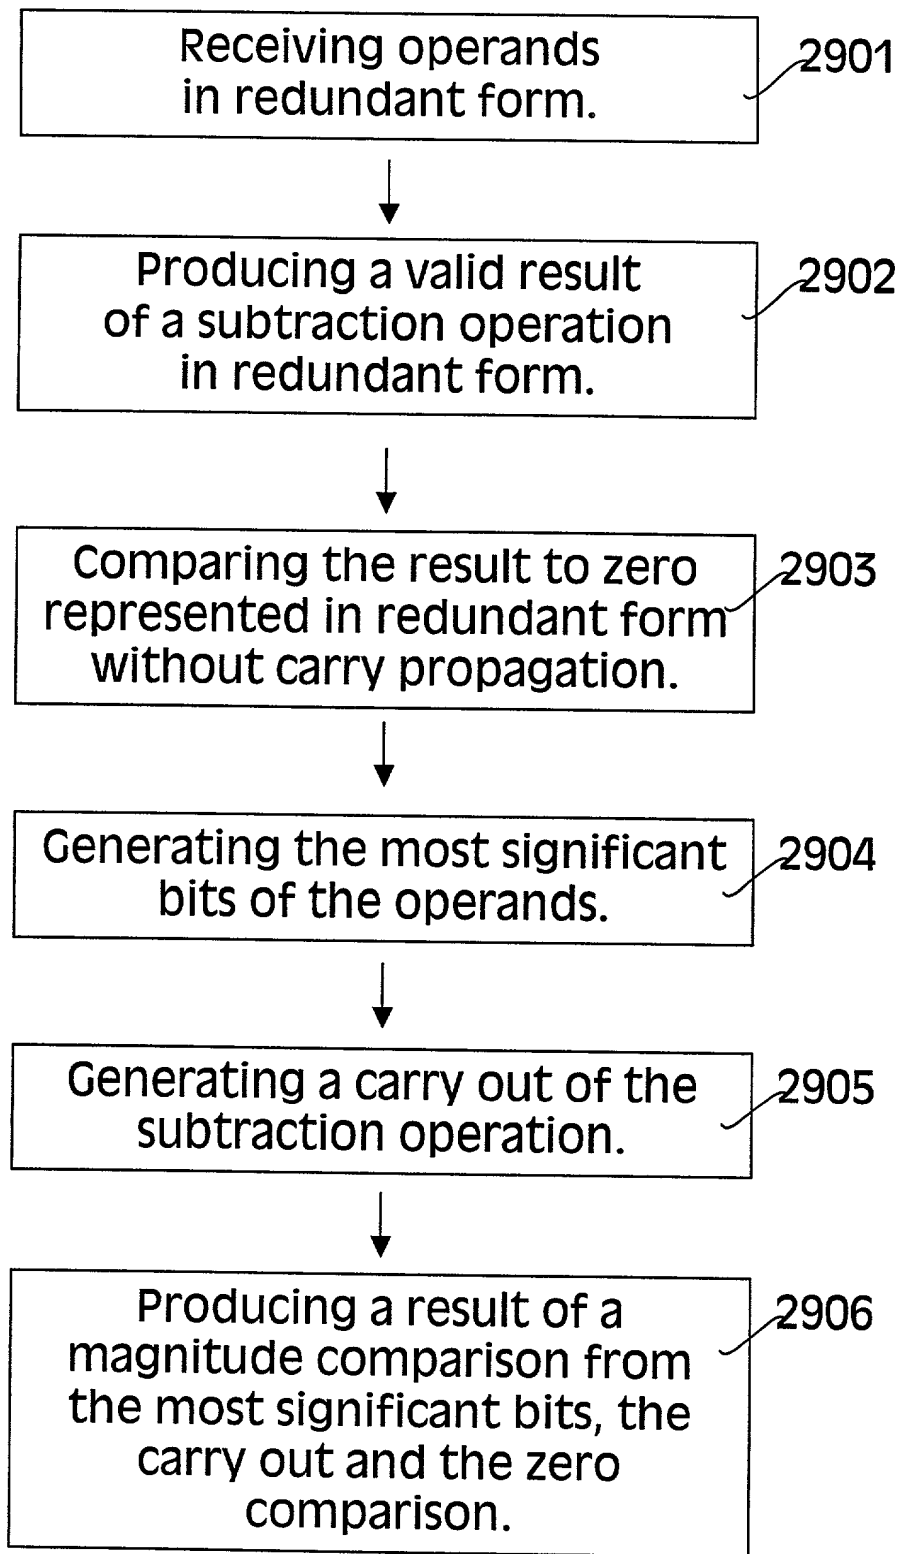 Receiving operands
in redundant form.
2901
Producing a valid result
of a subtraction operation
in redundant form.
2902
Comparing the result to zero
represented in redundant form
without carry propagation.
2903
Generating the most significant
bits of the operands.
2904
Generating a carry out of the
subtraction operation.
2905
Producing a result of a
magnitude comparison from
the most significant bits, the
carry out and the zero
comparison.
2906